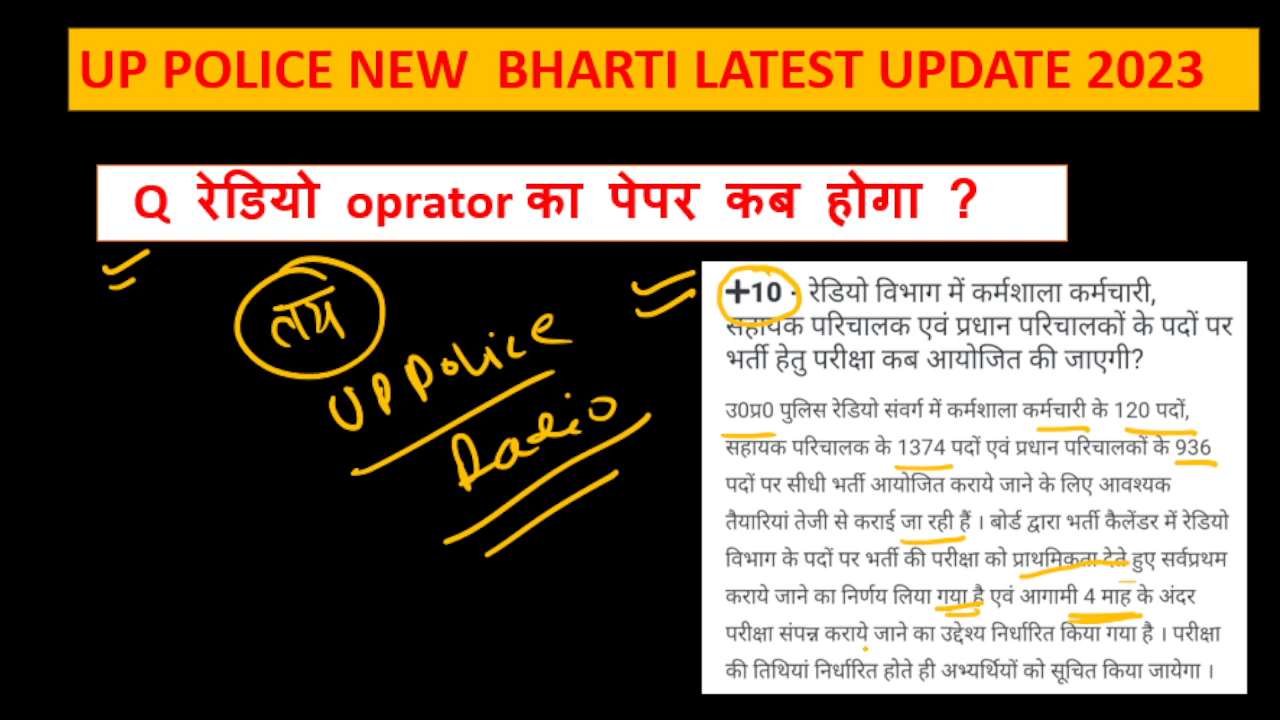 UP POLICE NEW BHARTI LATEST UPDATE 2023
Q रेडियो oprator का पेपर कब होगा ?
लय
UP Police
Radio
+10 - रेडियो विभाग में कर्मशाला कर्मचारी,
सहायक परिचालक एवं प्रधान परिचालकों के पदों पर
भर्ती हेतु परीक्षा कब आयोजित की जाएगी?
उ0प्र0 पुलिस रेडियो संवर्ग में कर्मशाला कर्मचारी के 120 पदों,
सहायक परिचालक के 1374 पदों एवं प्रधान परिचालकों के 936
पदों पर सीधी भर्ती आयोजित कराये जाने के लिए आवश्यक
तैयारियां तेजी से कराई जा रही हैं । बोर्ड द्वारा भर्ती कैलेंडर में रेडियो
विभाग के पदों पर भर्ती की परीक्षा को प्राथमिकता देते हुए सर्वप्रथम
कराये जाने का निर्णय लिया गया है एवं आगामी 4 माह के अंदर
परीक्षा संपन्न कराये जाने का उद्देश्य निर्धारित किया गया है । परीक्षा
की तिथियां निर्धारित होते ही अभ्यर्थियों को सूचित किया जायेगा ।